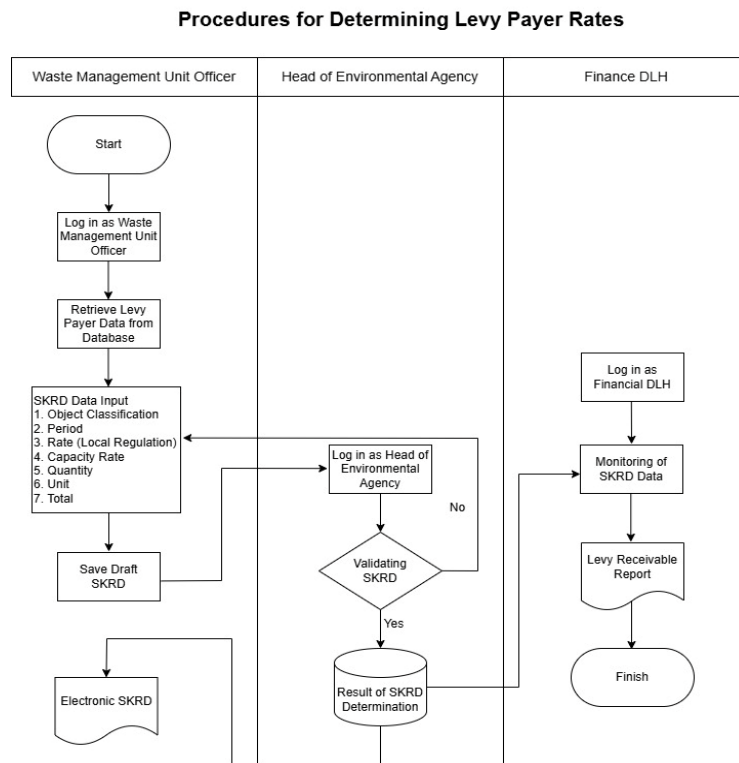 Procedures for Determining Levy Payer Rates
Waste Management Unit Officer
Head of Environmental Agency
Finance DLH
Start
Log in as Waste
Management Unit
Officer
Retrieve Levy
Payer Data from
Database
SKRD Data Input
1. Object Classification
2. Period
3. Rate (Local Regulation)
4. Capacity Rate
5. Quantity
6. Unit
7. Total
Save Draft
SKRD
Electronic SKRD
Log in as Head of
Environmental
Agency
No
Validating
SKRD
Yes
Result of SKRD
Determination
Log in as
Financial DLH
Monitoring of
SKRD Data
Levy Receivable
Report
Finish